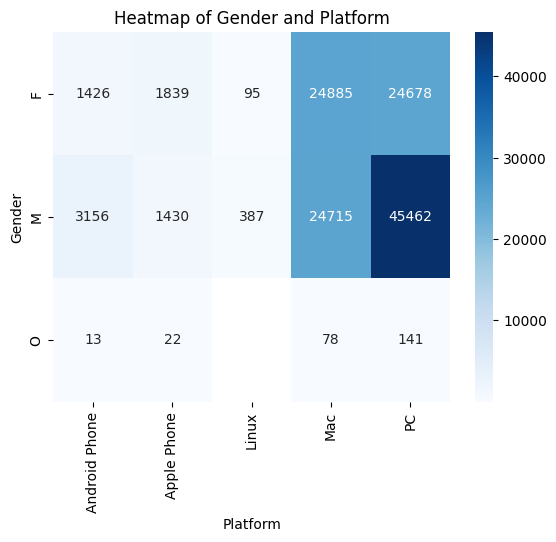 Heatmap of Gender and Platform
F
1426 1839 95 24885 24678
M
3156 1430 387 24715 45462
O
13 22 78 141
Gender
Android Phone
Apple Phone
Linux
Mac
PC
Platform
40000
30000
20000
10000